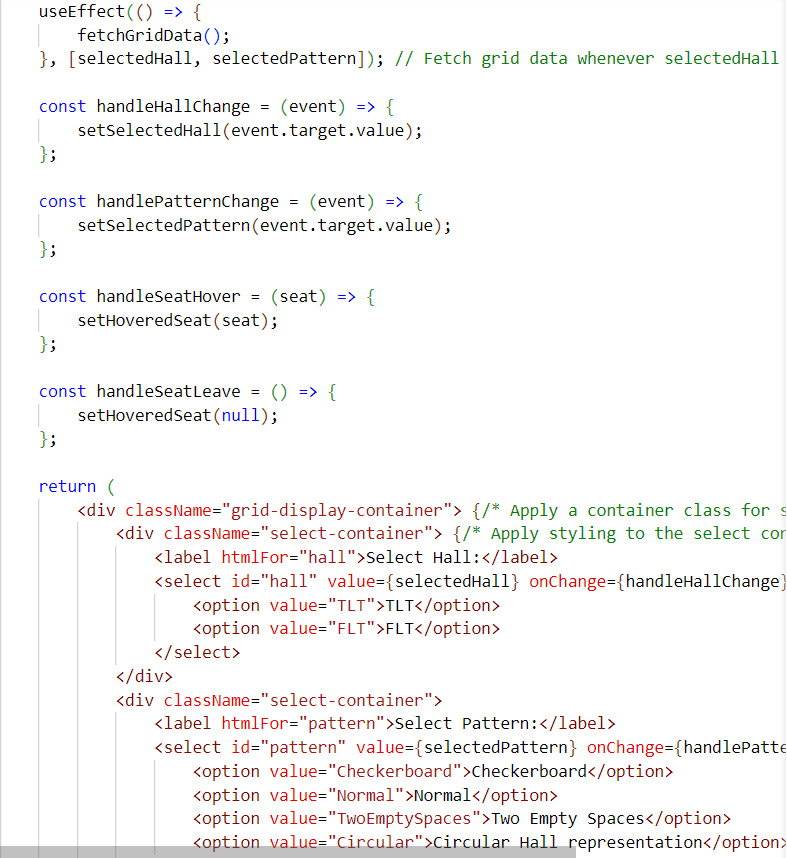 useEffect(() => {
fetchGridData();
}, [selectedHall, selectedPattern]); // Fetch grid data whenever selectedHall
const handleHallChange = (event) => {
setSelectedHall(event.target.value);
};
const handlePatternChange = (event) => {
setSelectedPattern(event.target.value);
};
const handleSeatHover = (seat) => {
setHoveredSeat(seat);
};
const handleSeatLeave = () => {
setHoveredSeat(null);
};
return (
<div className="grid-display-container"> {/* Apply a container class for s
<div className="select-container"> {/* Apply styling to the select con
<label htmlFor="hall">Select Hall:</label>
<select id="hall" value={selectedHall} onChange={handleHallChange}
<option value="TLT">TLT</option>
<option value="FLT">FLT</option>
</select>
</div>
<div className="select-container">
<label htmlFor="pattern">Select Pattern:</label>
<select id="pattern" value={selectedPattern} onChange={handlePatte
<option value="Checkerboard">Checkerboard</option>
<option value="Normal">Normal</option>
<option value="TwoEmptySpaces">Two Empty Spaces</option>
<option value="Circular">Circular Hall representation</option>